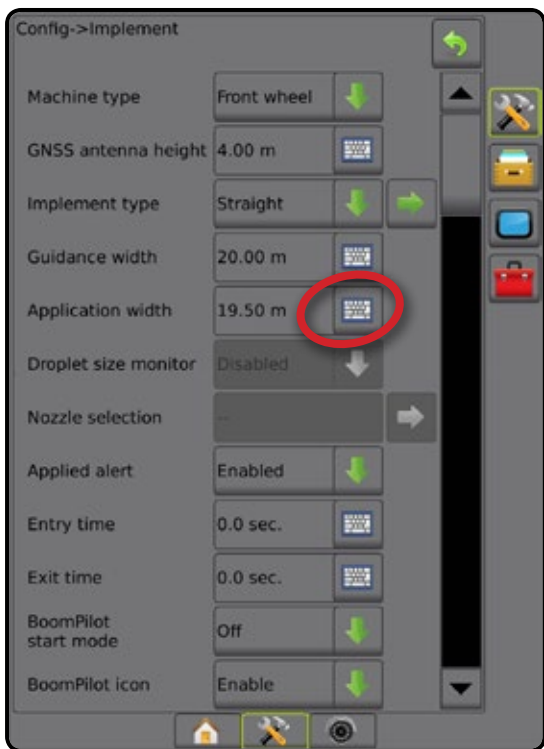 Config->Implement
Machine type Front wheel
GNSS antenna height 4.00 m
Implement type Straight
Guidance width 20.00 m
Application width 19.50 m
Droplet size monitor Disabled
Nozzle selection --
Applied alert Enabled
Entry time 0.0 sec.
Exit time 0.0 sec.
BoomPilot
start mode Off
BoomPilot icon Enable